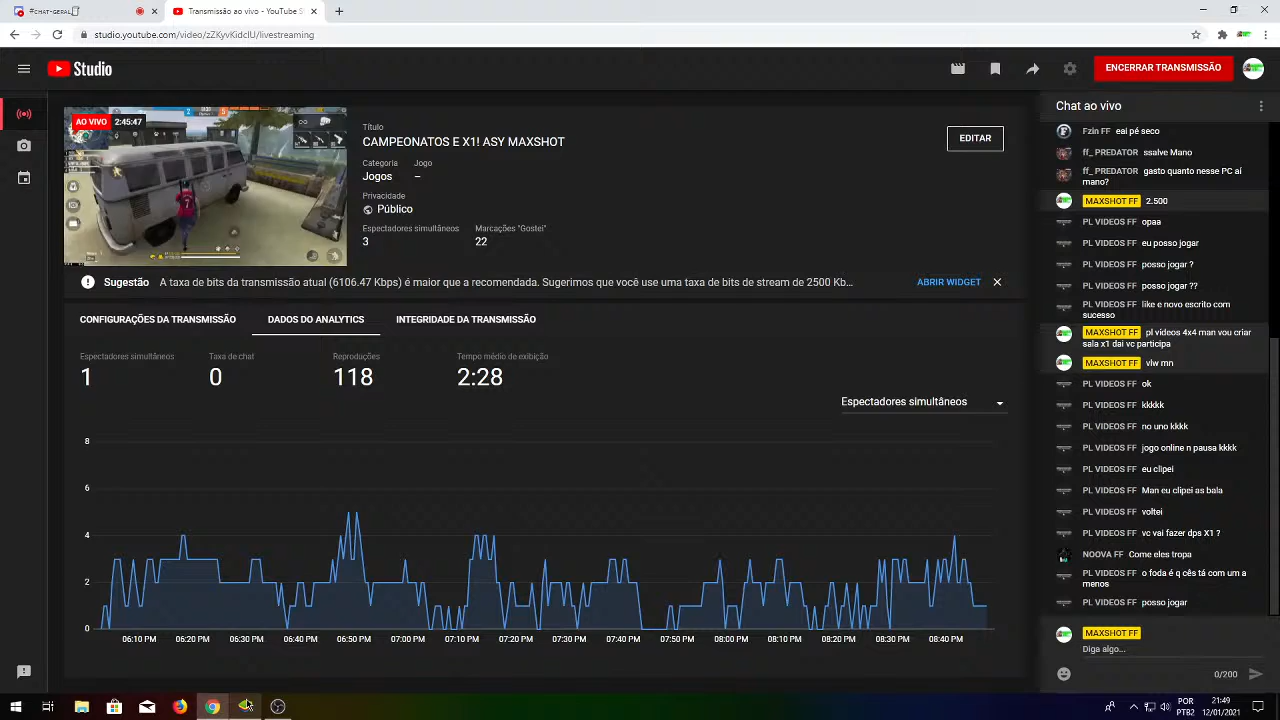 #CHAT-GERAL
Transmissão ao vivo - YouTube S
studio.youtube.com/video/zZKyvKidcIU/livestreaming
Studio
ENCERRAR TRANSMISSÃO
AO VIVO 2:45:47
Título
CAMPEONATOS E X1! ASY MAXSHOT
EDITAR
Categoria Jogo
Jogos –
Privacidade
Público
Espectadores simultâneos Marcações "Gostei"
3 22
Sugestão A taxa de bits da transmissão atual (6106.47 Kbps) é maior que a recomendada. Sugerimos que você use uma taxa de bits de stream de 2500 Kb...
ABRIR WIDGET
CONFIGURAÇÕES DA TRANSMISSÃO DADOS DO ANALYTICS INTEGRIDADE DA TRANSMISSÃO
Espectadores simultâneos Taxa de chat Reproduções Tempo médio de exibição
1 0 118 2:28
Espectadores simultâneos
8
6
4
2
0
06:10 PM 06:20 PM 06:30 PM 06:40 PM 06:50 PM 07:00 PM 07:10 PM 07:20 PM 07:30 PM 07:40 PM 07:50 PM 08:00 PM 08:10 PM 08:20 PM 08:30 PM 08:40 PM
Chat ao vivo
Fzin FF eai pé seco
ff_ PREDATOR ssalve Mano
ff_ PREDATOR gasto quanto nesse PC aí
mano?
MAXSHOT FF 2.500
PL VIDEOS FF opaa
PL VIDEOS FF eu posso jogar
PL VIDEOS FF posso jogar ?
PL VIDEOS FF posso jogar ??
PL VIDEOS FF like e novo escrito com
sucesso
MAXSHOT FF pl vídeos 4x4 man vou criar
sala x1 dai vc participa
MAXSHOT FF vlw mn
PL VIDEOS FF ok
PL VIDEOS FF kkkkk
PL VIDEOS FF no uno kkkk
PL VIDEOS FF jogo online n pausa kkkk
PL VIDEOS FF eu clipei
PL VIDEOS FF Man eu clipei as bala
PL VIDEOS FF voltei
PL VIDEOS FF vc vai fazer dps X1 ?
NOOVA FF Come eles tropa
PL VIDEOS FF o foda é q cês tá com um a
menos
PL VIDEOS FF posso jogar
MAXSHOT FF
Diga algo...
0/200
POR
PTB2
21:49
12/01/2021